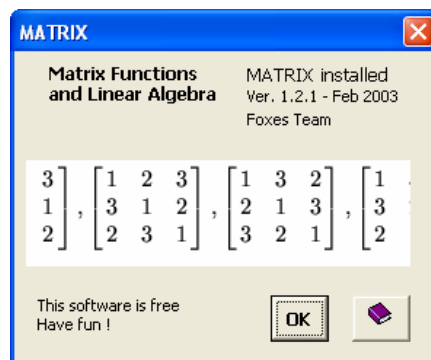 MATRIX
Matrix Functions
and Linear Algebra
MATRIX installed
Ver. 1.2.1 - Feb 2003
Foxes Team
3] [1 2 3] [1 3 2] [1
1] , [3 1 2] , [2 1 3] , [3
2] [2 3 1] [3 2 1] [2
This software is free
Have fun !
OK